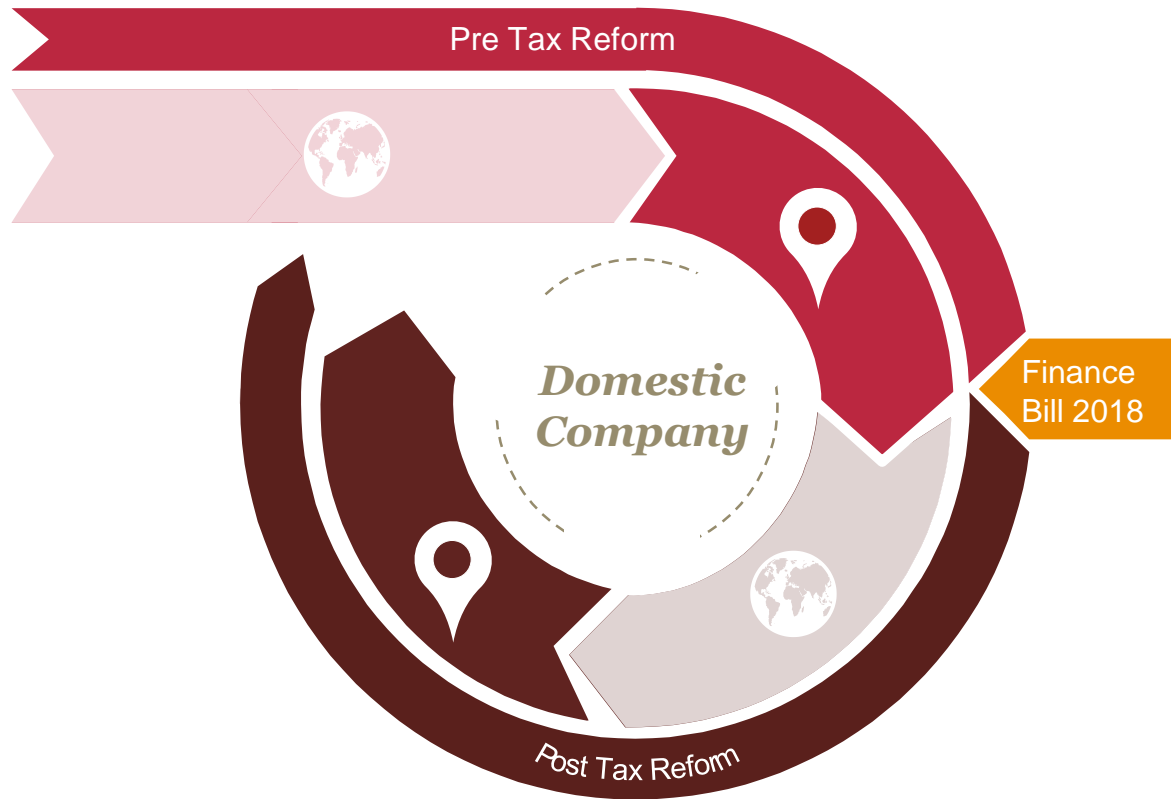 Pre Tax Reform
Domestic
Company
Finance
Bill 2018
Post Tax Reform